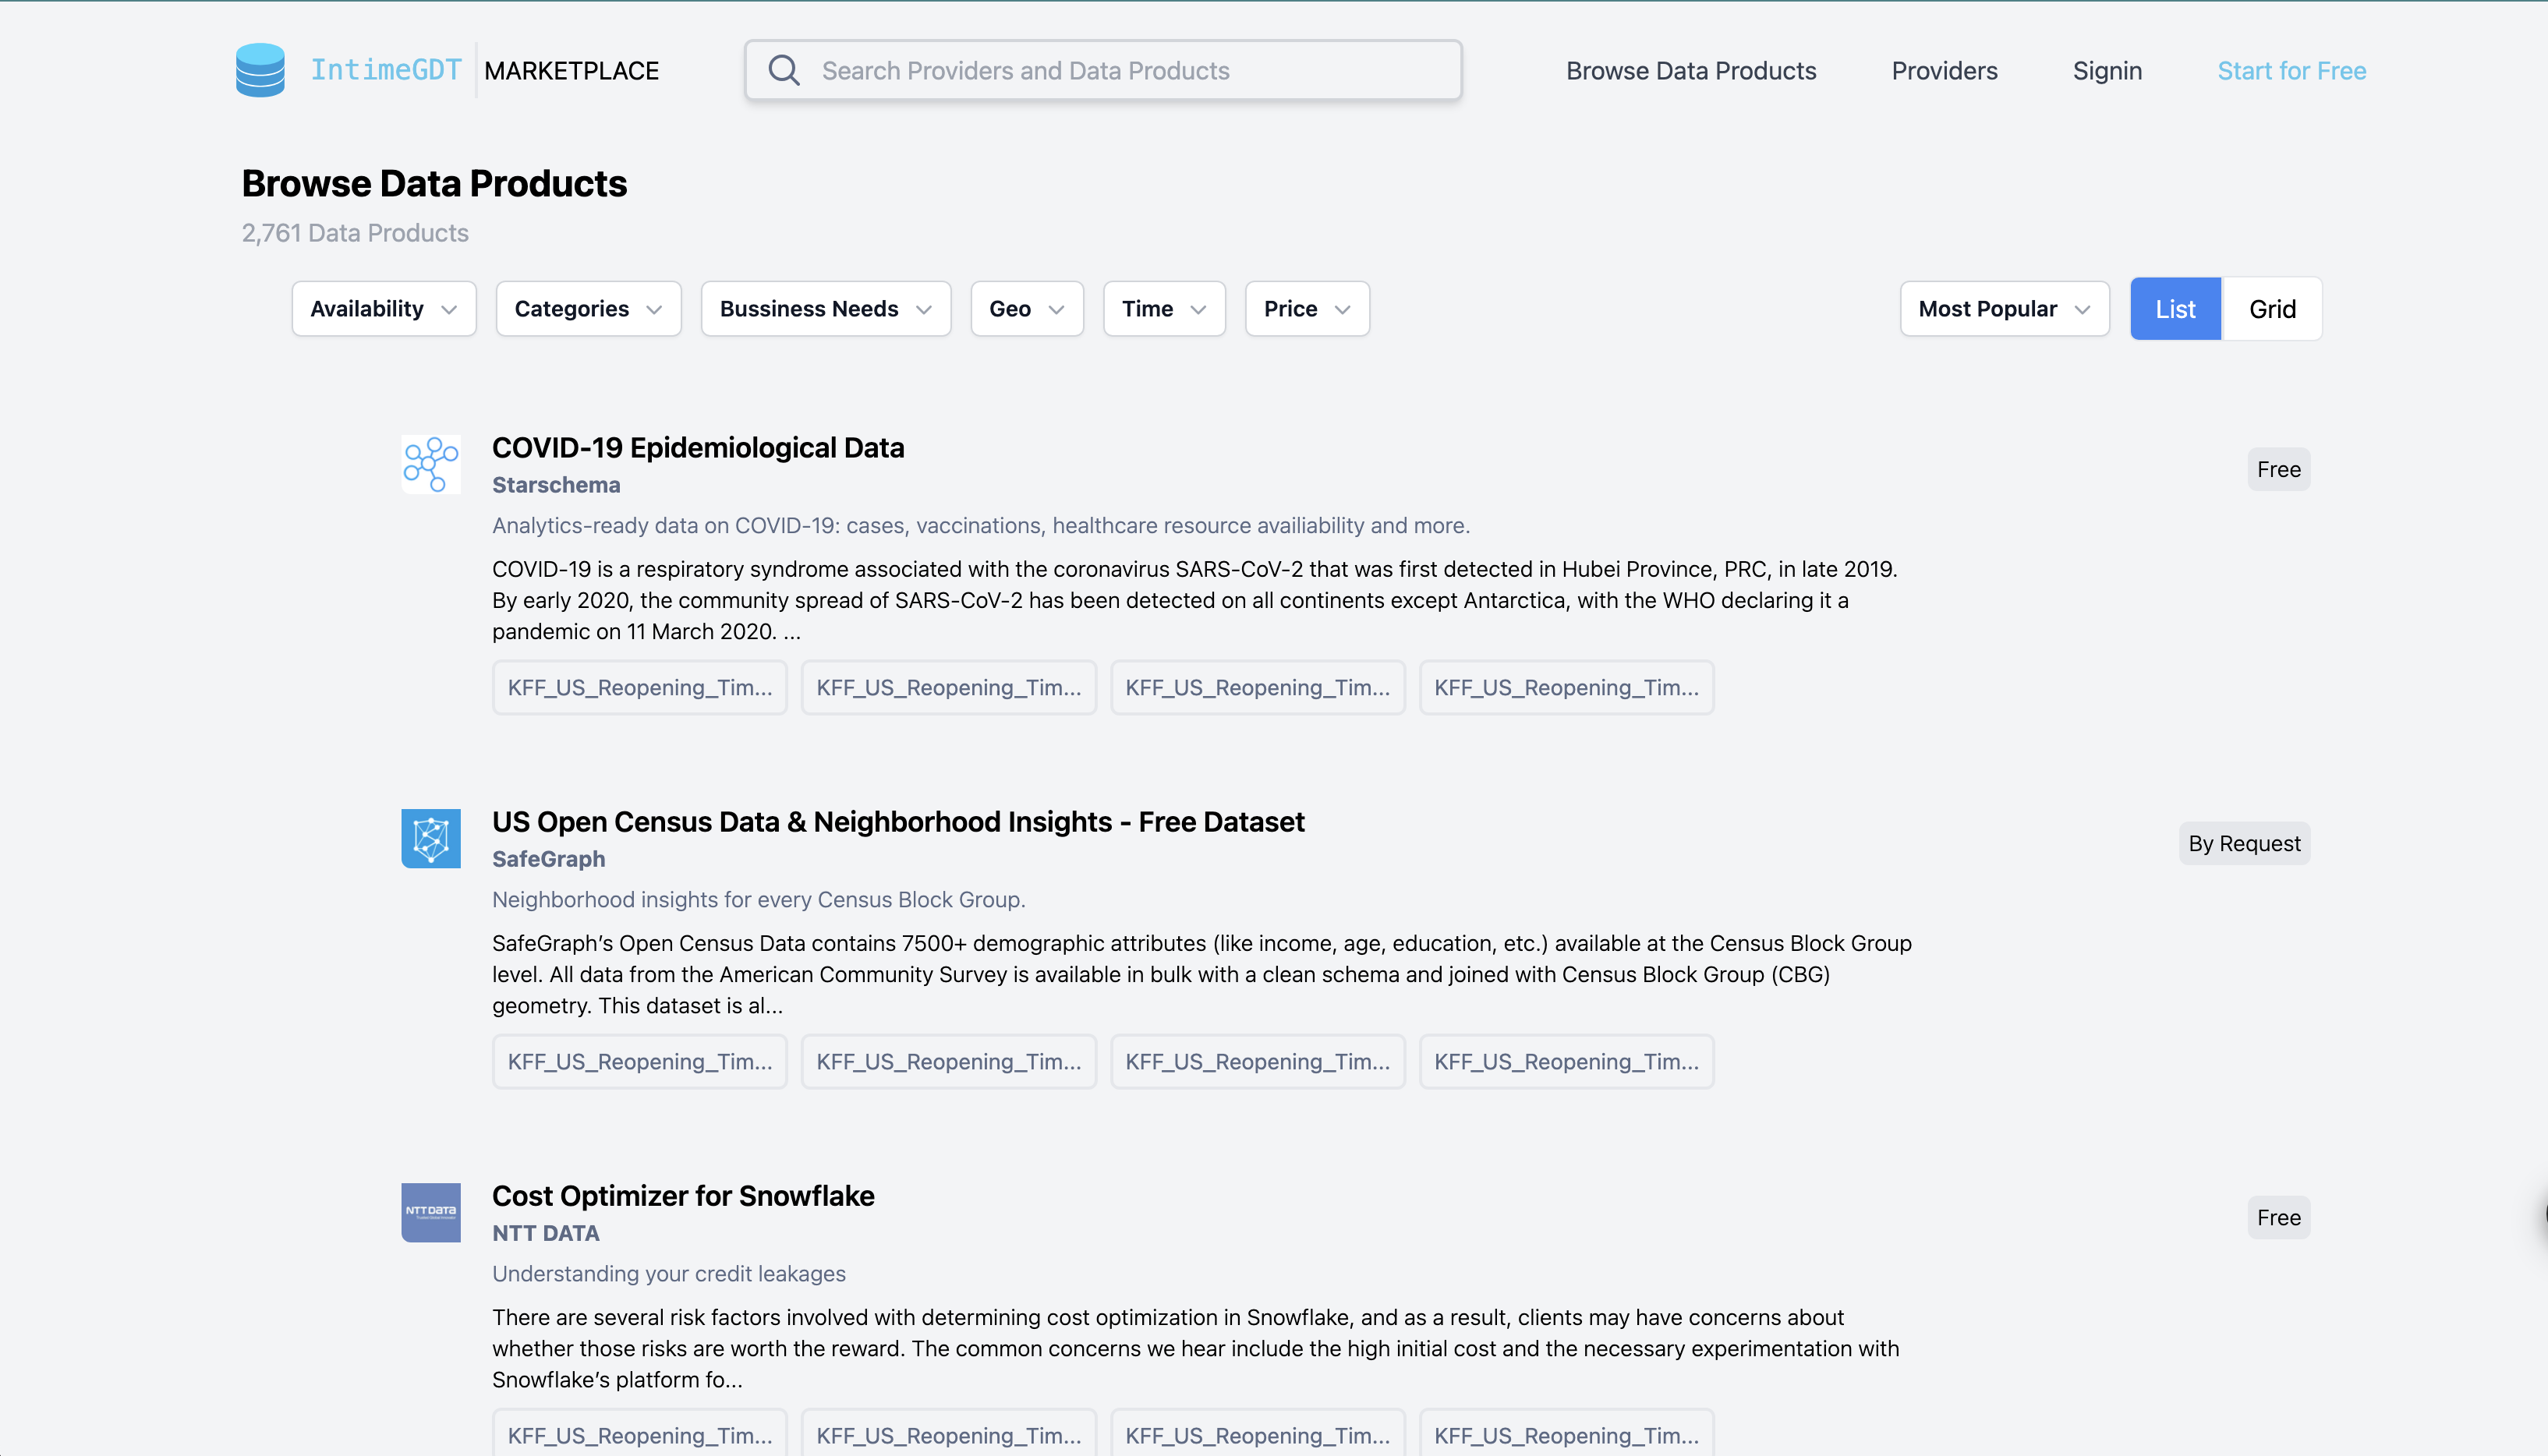 IntimeGDT MARKETPLACE
Search Providers and Data Products
Browse Data Products
Providers
Signin
Start for Free
Browse Data Products
2,761 Data Products
Availability
Categories
Bussiness Needs
Geo
Time
Price
Most Popular
List
Grid
COVID-19 Epidemiological Data
Free
Starschema
Analytics-ready data on COVID-19: cases, vaccinations, healthcare resource availiability and more.
COVID-19 is a respiratory syndrome associated with the coronavirus SARS-CoV-2 that was first detected in Hubei Province, PRC, in late 2019.
By early 2020, the community spread of SARS-CoV-2 has been detected on all continents except Antarctica, with the WHO declaring it a
pandemic on 11 March 2020. ...
KFF_US_Reopening_Tim...
KFF_US_Reopening_Tim...
KFF_US_Reopening_Tim...
KFF_US_Reopening_Tim...
US Open Census Data & Neighborhood Insights - Free Dataset
By Request
SafeGraph
Neighborhood insights for every Census Block Group.
SafeGraph’s Open Census Data contains 7500+ demographic attributes (like income, age, education, etc.) available at the Census Block Group
level. All data from the American Community Survey is available in bulk with a clean schema and joined with Census Block Group (CBG)
geometry. This dataset is al...
KFF_US_Reopening_Tim...
KFF_US_Reopening_Tim...
KFF_US_Reopening_Tim...
KFF_US_Reopening_Tim...
NTT DATA
Cost Optimizer for Snowflake
Free
NTT DATA
Understanding your credit leakages
There are several risk factors involved with determining cost optimization in Snowflake, and as a result, clients may have concerns about
whether those risks are worth the reward. The common concerns we hear include the high initial cost and the necessary experimentation with
Snowflake’s platform fo...
KFF_US_Reopening_Tim...
KFF_US_Reopening_Tim...
KFF_US_Reopening_Tim...
KFF_US_Reopening_Tim...